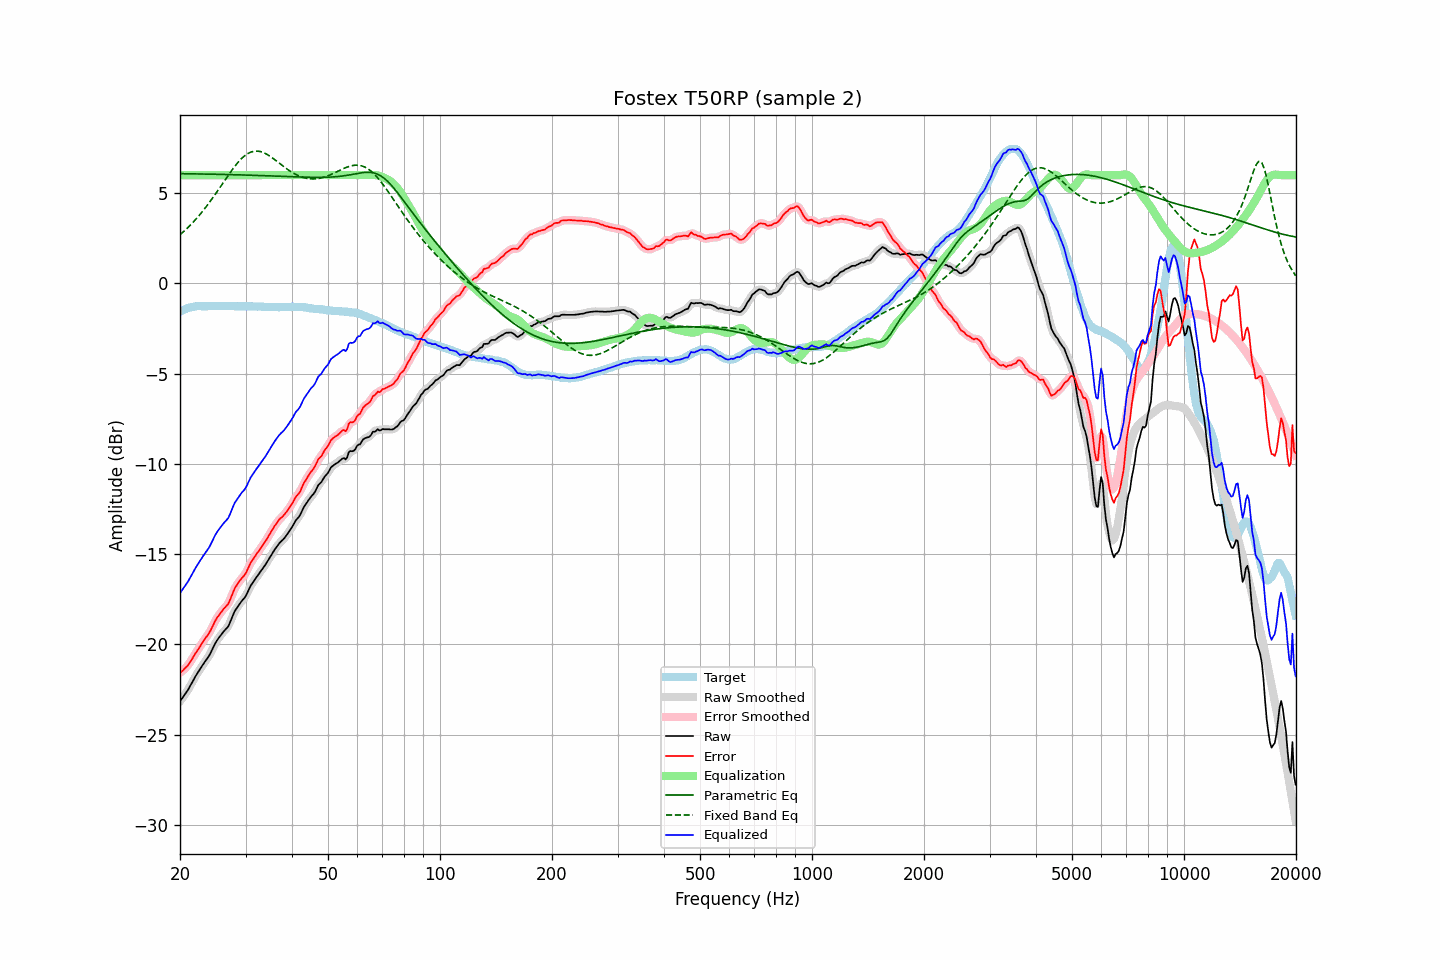 Fostex T50RP (sample 2)
Amplitude (dBr)
5
0
−5
−10
−15
−20
−25
−30
Target
Raw Smoothed
Error Smoothed
Raw
Error
Equalization
Parametric Eq
Fixed Band Eq
Equalized
20 50 100 200 500 1000 2000 5000 10000 20000
Frequency (Hz)